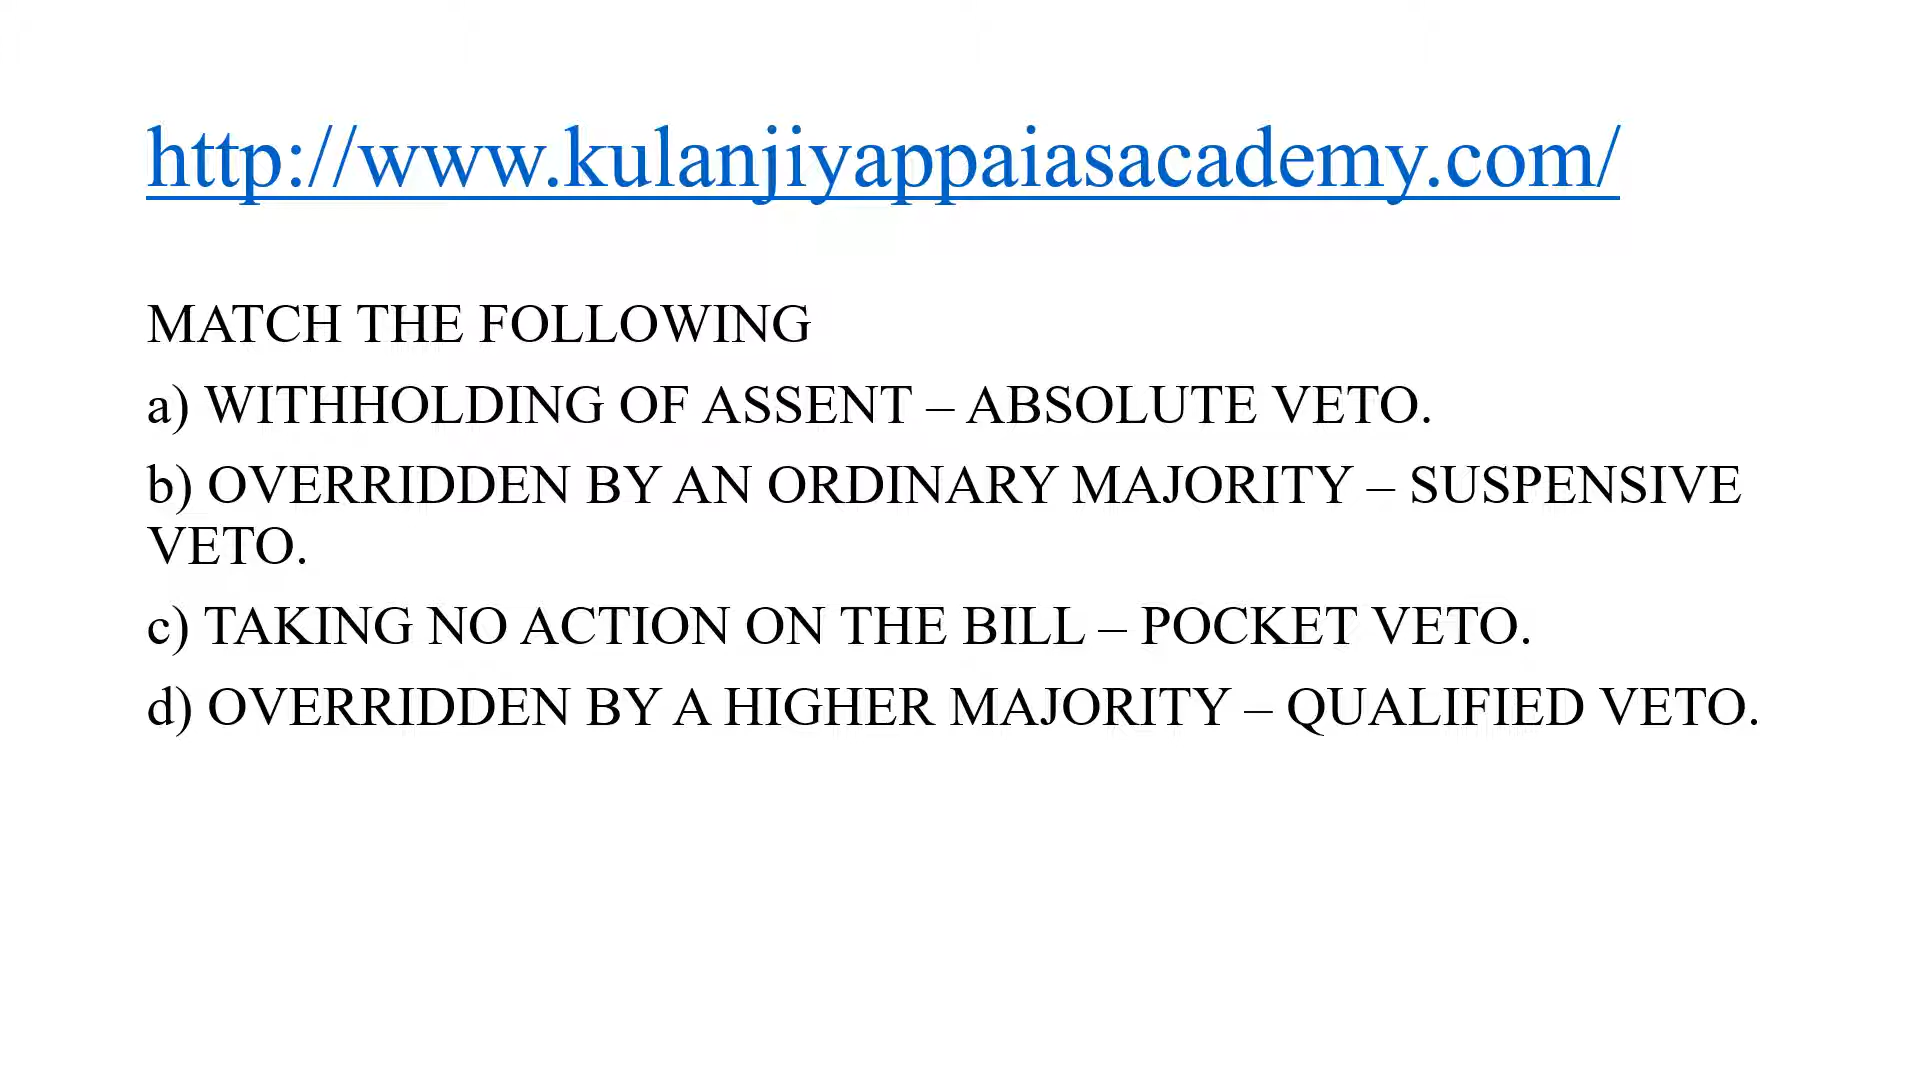 http://www.kulanjiyappaiasacademy.com/
MATCH THE FOLLOWING
a) WITHHOLDING OF ASSENT – ABSOLUTE VETO.
b) OVERRIDDEN BY AN ORDINARY MAJORITY – SUSPENSIVE
VETO.
c) TAKING NO ACTION ON THE BILL – POCKET VETO.
d) OVERRIDDEN BY A HIGHER MAJORITY – QUALIFIED VETO.